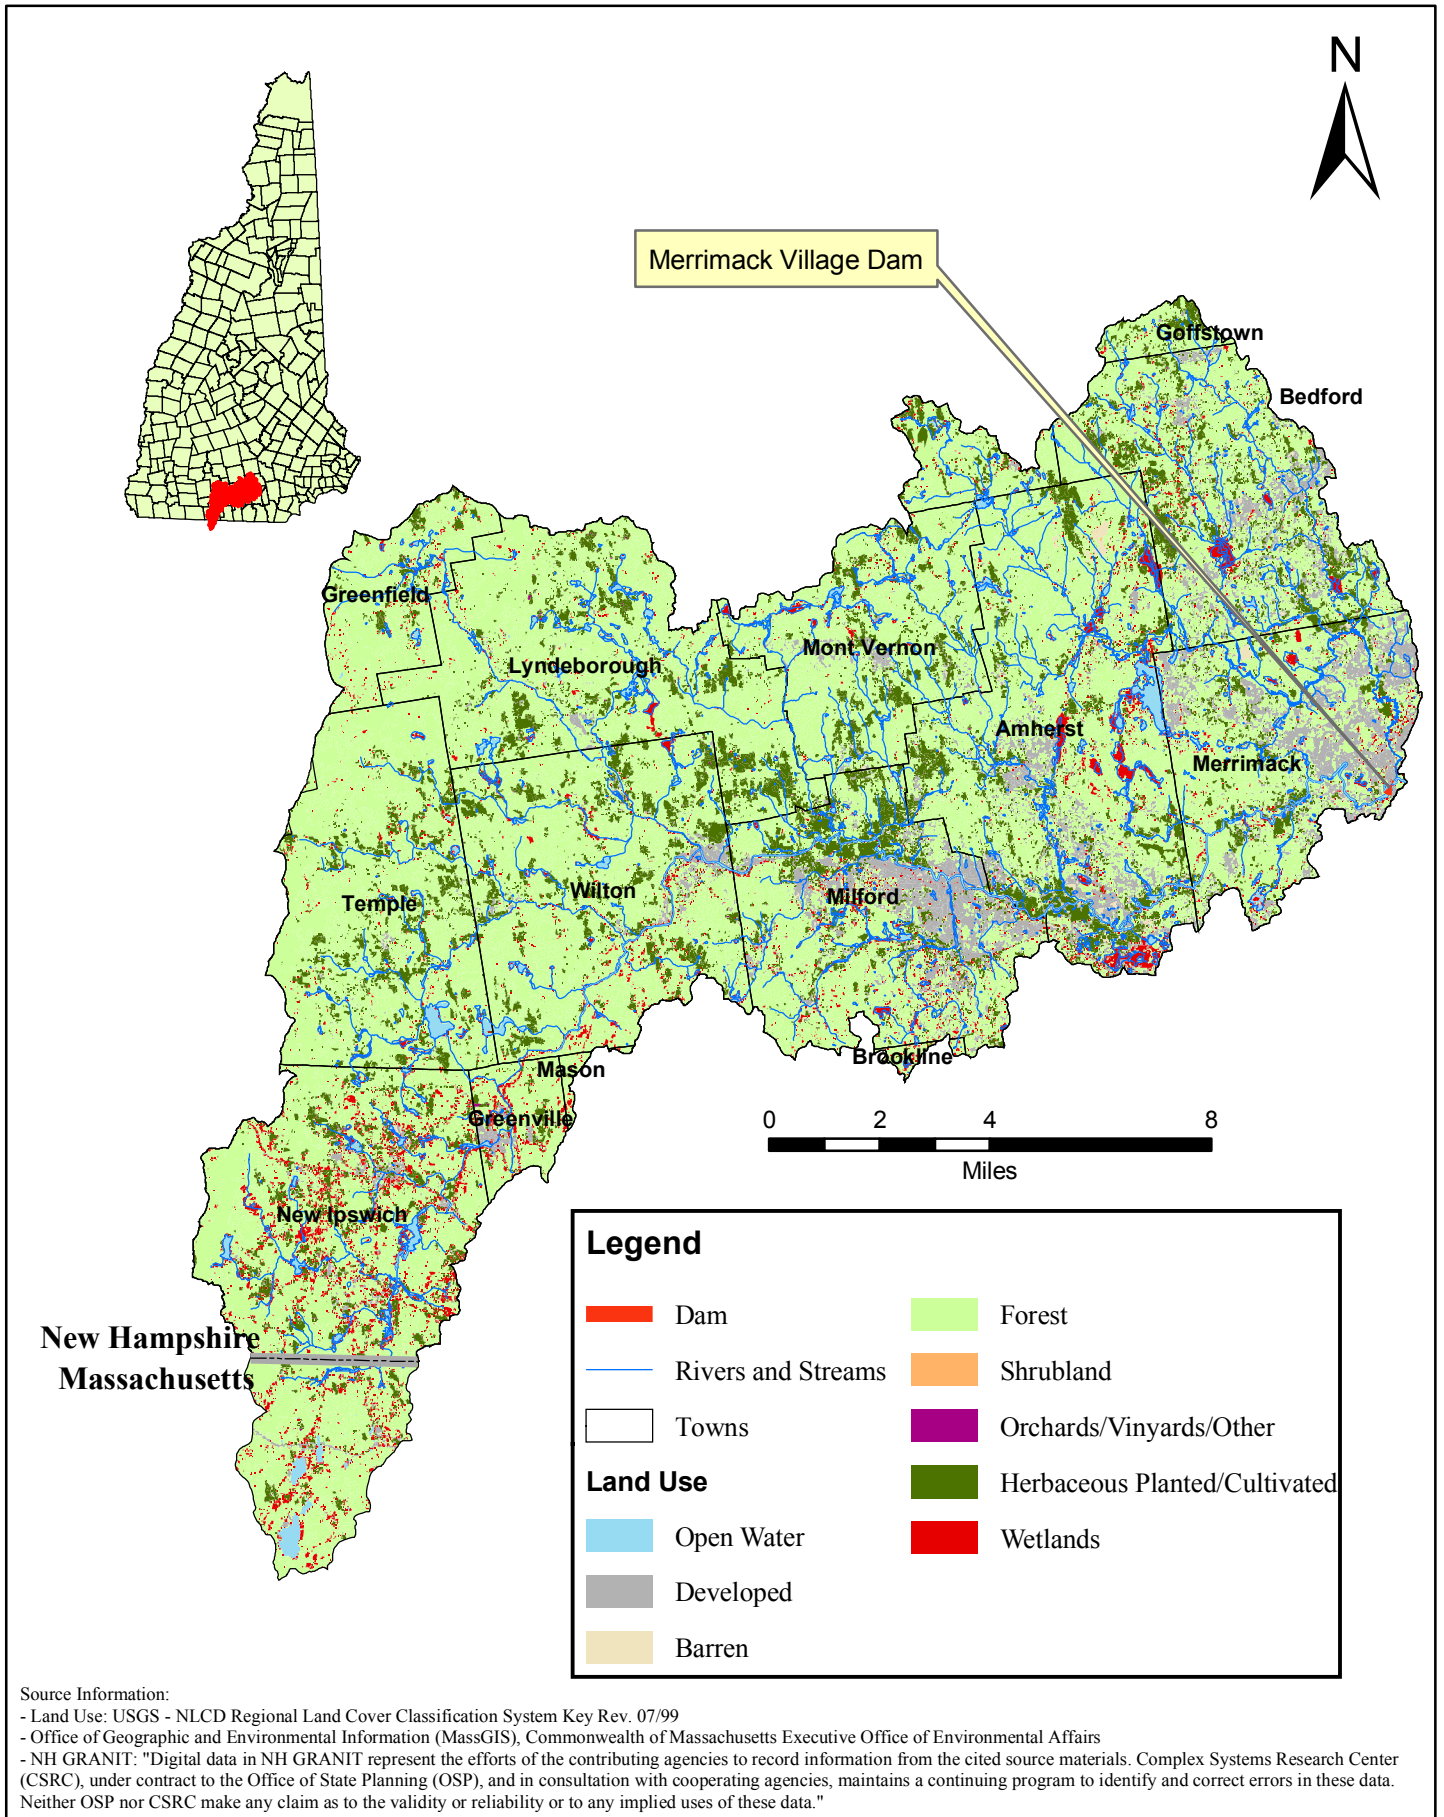 N
Merrimack Village Dam
Goffstown
Bedford
Greenfield
Lyndeborough
Mont Vernon
Amherst
Merrimack
Temple
Wilton
Milford
Brookline
Mason
Greenville
0 2 4 8
Miles
New Ipswich
New Hampshire
Massachusetts
Legend
Dam
Rivers and Streams
Towns
Land Use
Open Water
Developed
Barren
Forest
Shrubland
Orchards/Vinyards/Other
Herbaceous Planted/Cultivated
Wetlands
Source Information:
- Land Use: USGS - NLCD Regional Land Cover Classification System Key Rev. 07/99
- Office of Geographic and Environmental Information (MassGIS), Commonwealth of Massachusetts Executive Office of Environmental Affairs
- NH GRANIT: "Digital data in NH GRANIT represent the efforts of the contributing agencies to record information from the cited source materials. Complex Systems Research Center
(CSRC), under contract to the Office of State Planning (OSP), and in consultation with cooperating agencies, maintains a continuing program to identify and correct errors in these data.
Neither OSP nor CSRC make any claim as to the validity or reliability or to any implied uses of these data."